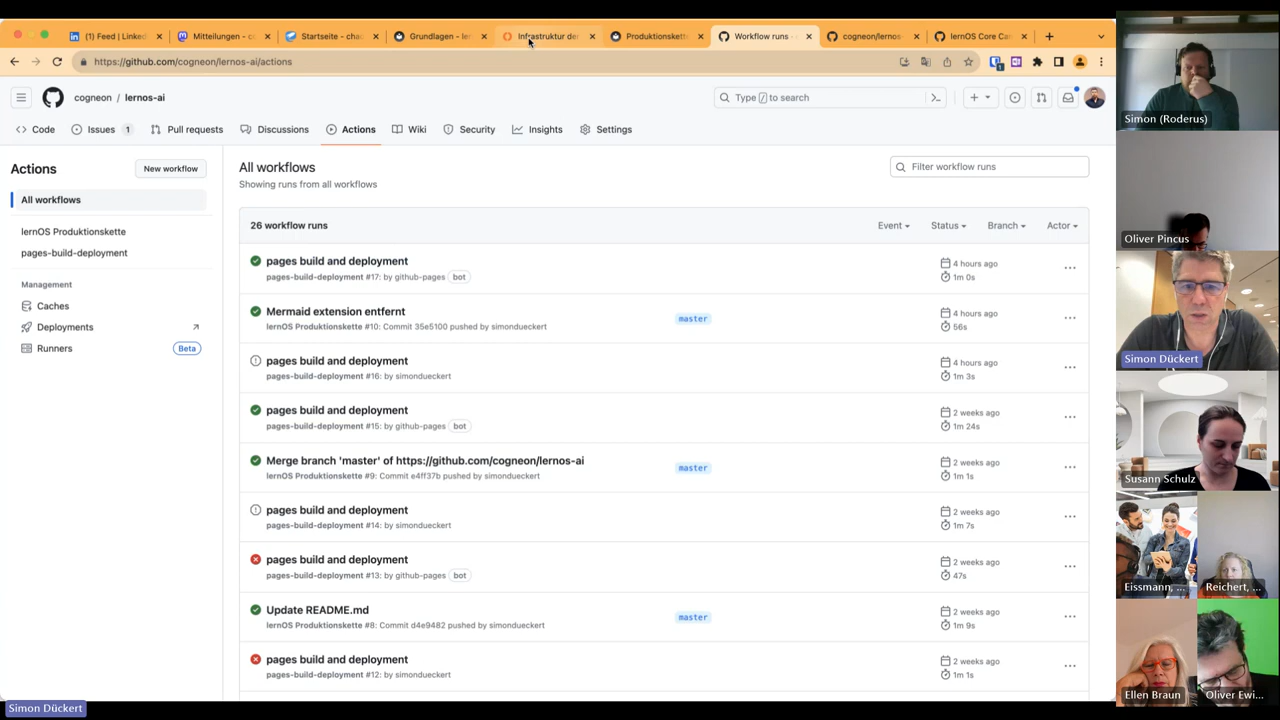 (1) Feed | Linked
Mitteilungen - c
Startseite - cha
Grundlagen - ler
Infrastruktur de
Produktionskett
Workflow runs -
cogneon/lernos-
lernOS Core Ca
https://github.com/cogneon/lernos-ai/actions
cogneon / lernos-ai
Type / to search
Code
Issues 1
Pull requests
Discussions
Actions
Wiki
Security
Insights
Settings
Actions
New workflow
All workflows
lernOS Produktionskette
pages-build-deployment
Management
Caches
Deployments
Runners
Beta
All workflows
Showing runs from all workflows
Filter workflow runs
26 workflow runs
Event
Status
Branch
Actor
pages build and deployment
pages-build-deployment #17: by github-pages bot
4 hours ago
1m 0s
Mermaid extension entfernt
lernOS Produktionskette #10: Commit 35e5100 pushed by simondueckert
master
4 hours ago
56s
pages build and deployment
pages-build-deployment #16: by simondueckert
4 hours ago
1m 3s
pages build and deployment
pages-build-deployment #15: by github-pages bot
2 weeks ago
1m 24s
Merge branch 'master' of https://github.com/cogneon/lernos-ai
lernOS Produktionskette #9: Commit e4ff37b pushed by simondueckert
master
2 weeks ago
1m 1s
pages build and deployment
pages-build-deployment #14: by simondueckert
2 weeks ago
1m 7s
pages build and deployment
pages-build-deployment #13: by github-pages bot
2 weeks ago
47s
Update README.md
lernOS Produktionskette #8: Commit d4e9482 pushed by simondueckert
master
2 weeks ago
1m 9s
pages build and deployment
pages-build-deployment #12: by simondueckert
2 weeks ago
1m 1s
Simon Dückert
Simon (Roderus)
Oliver Pincus
Simon Dückert
Susann Schulz
Eissmann, ...
Reichert, ...
Ellen Braun
Oliver Ewi...